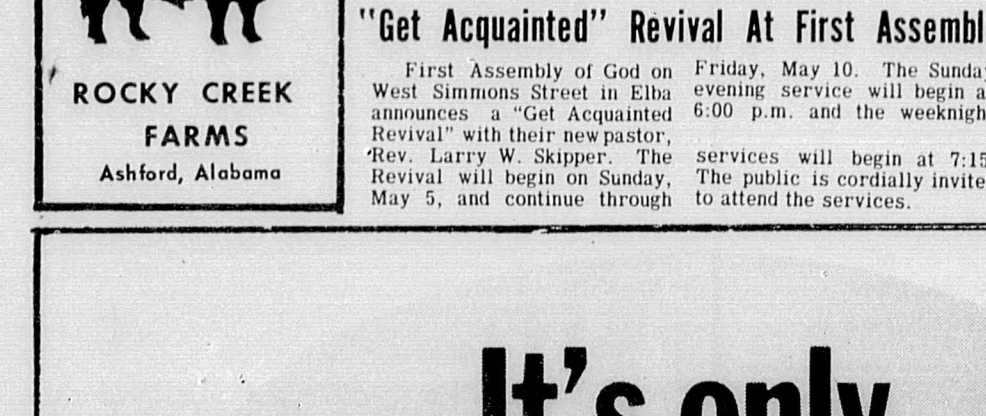 ROCKY CREEK
FARMS
Ashford, Alabama
"Get Acquainted" Revival At First Assembl
First Assembly of God on
West Simmons Street in Elba
announces a "Get Acquainted
Revival" with their new pastor,
Rev. Larry W. Skipper. The
Revival will begin on Sunday,
May 5, and continue through
Friday, May 10. The Sunday
evening service will begin a
6:00 p.m. and the weeknigh
services will begin at 7:15
The public is cordially invite
to attend the services.
It's only